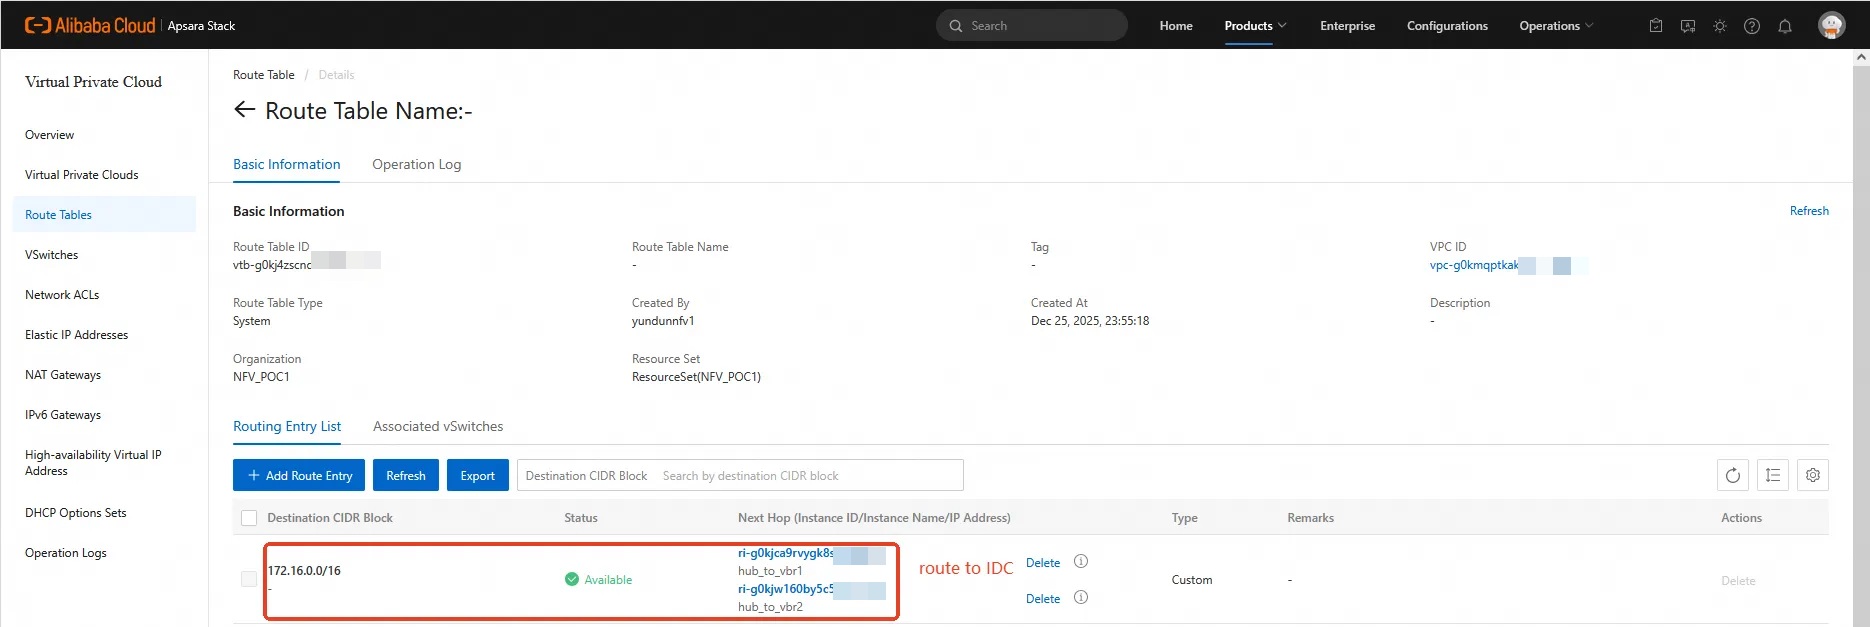 Alibaba Cloud | Apsara Stack
Search
Home
Products
Enterprise
Configurations
Operations
Virtual Private Cloud
Overview
Virtual Private Clouds
Route Tables
VSwitches
Network ACLs
Elastic IP Addresses
NAT Gateways
IPv6 Gateways
High-availability Virtual IP
Address
DHCP Options Sets
Operation Logs
Route Table / Details
Route Table Name:-
Basic Information
Operation Log
Basic Information
Refresh
Route Table ID
vtb-g0kj4zscnc
Route Table Name
-
Tag
-
VPC ID
vpc-g0kmqptkak
Route Table Type
System
Created By
yundunnfv1
Created At
Dec 25, 2025, 23:55:18
Description
-
Organization
NFV_POC1
Resource Set
ResourceSet(NFV_POC1)
Routing Entry List
Associated vSwitches
+ Add Route Entry
Refresh
Export
Destination CIDR Block
Search by destination CIDR block
Destination CIDR Block
Status
Next Hop (Instance ID/Instance Name/IP Address)
Type
Remarks
Actions
172.16.0.0/16
-
Available
ri-g0kjca9rvygk8s
hub_to_vbr1
ri-g0kjw160by5c5
hub_to_vbr2
route to IDC
Delete
Delete
Custom
-
Delete